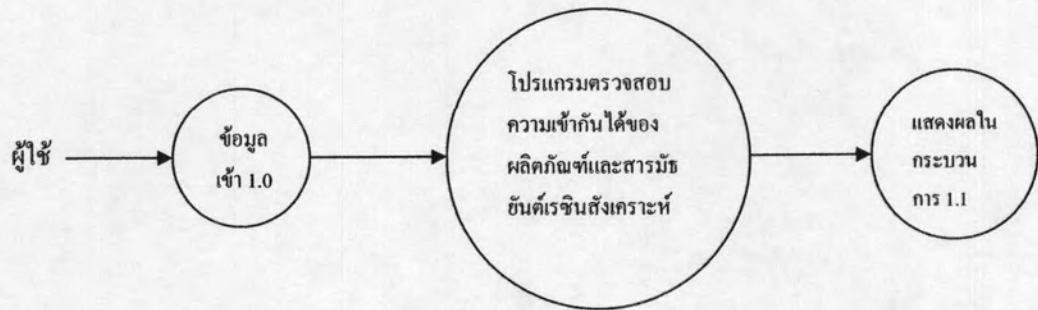 ผู้ใช้
ข้อมูล
เข้า 1.0
โปรแกรมตรวจสอบ
ความเข้ากันได้ของ
ผลิตภัณฑ์และสารมัธ
ยันต์เรซินสังเคราะห์
แสดงผลใน
กระบวน
การ 1.1